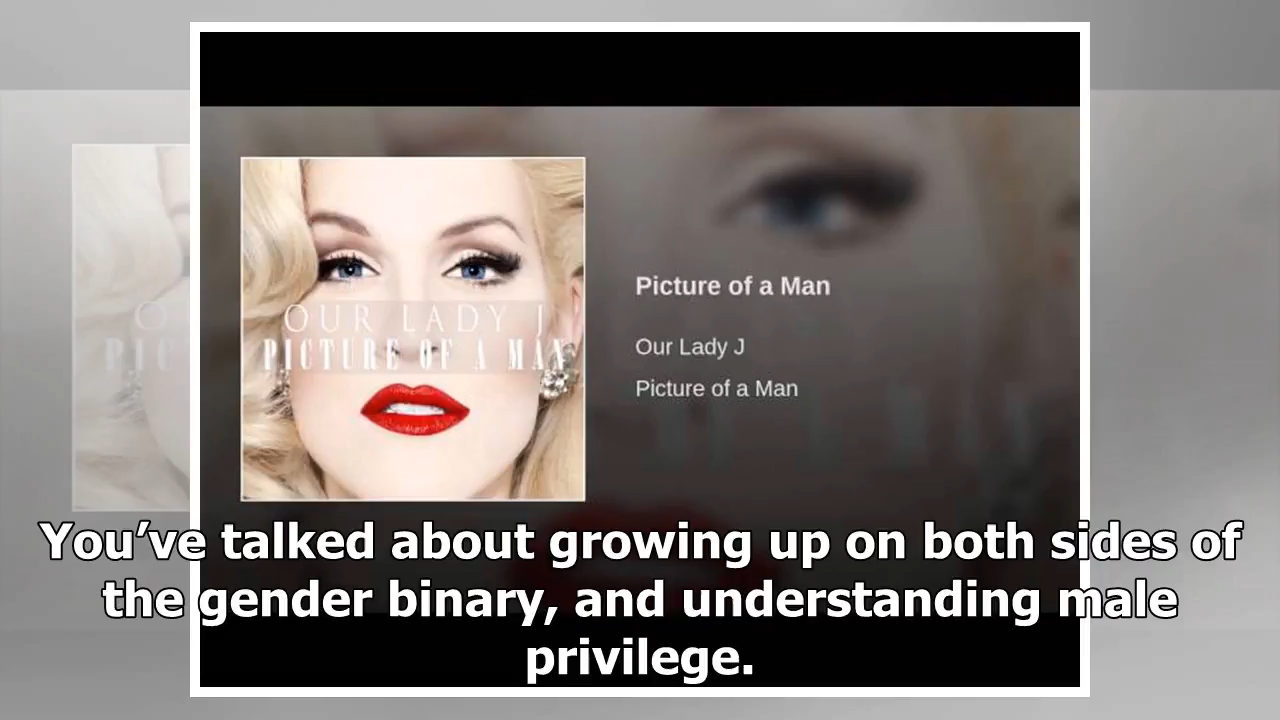 OUR LADY J
PICTURE OF A MAN
Picture of a Man
Our Lady J
Picture of a Man
You’ve talked about growing up on both sides of
the gender binary, and understanding male
privilege.